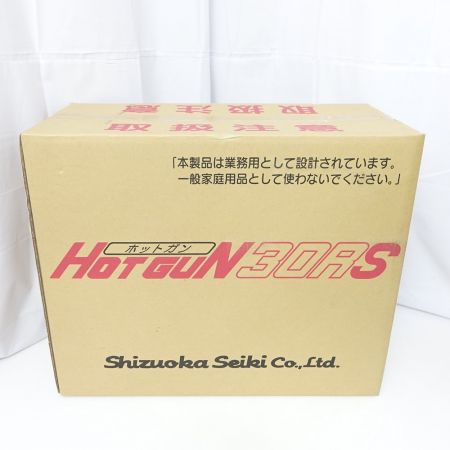 取扱注意
取扱注意
「本製品は業務用として設計されています。
一般家庭用品として使わないでください。」
ホットガン
HOTGUN30RS
Shizuoka Seiki Co.,Ltd.